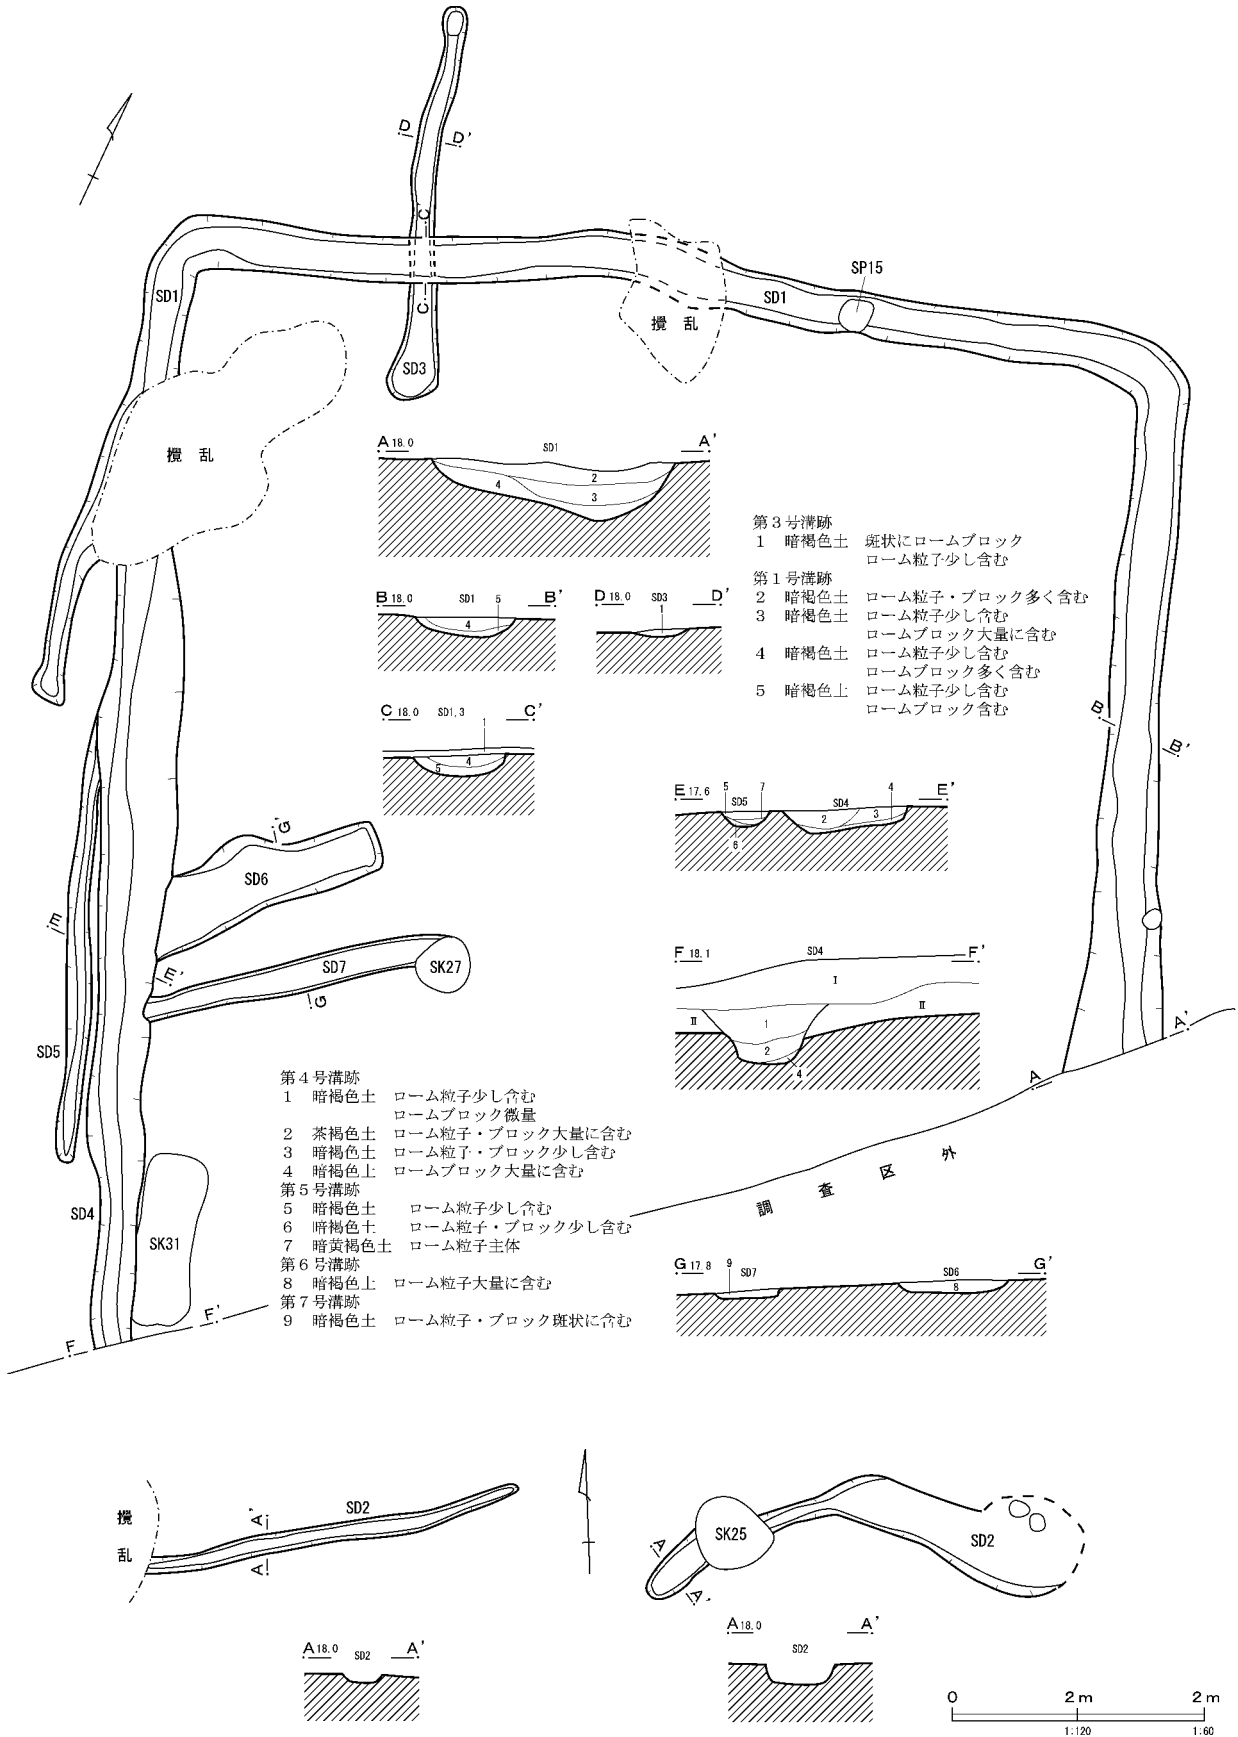 D
D'
C
C
SD1
SD3
攪乱
SD1
SP15
攪乱
A 18.0
SD1
A'
2
4
3
B 18.0
SD1
5
B'
4
D 18.0
SD3
D'
1
C 18.0
SD1,3
1
C'
5
4
第3号溝跡
1 暗褐色土 斑状にロームブロック
ローム粒子少し含む
第1号溝跡
2 暗褐色土 ローム粒子・ブロック多く含む
3 暗褐色土 ローム粒子少し含む
ロームブロック大量に含む
4 暗褐色土 ローム粒子少し含む
ロームブロック多く含む
5 暗褐色土 ローム粒子少し含む
ロームブロック含む
B
B'
E 17.6
5
SD5
7
SD4
4
E'
2
3
6
G'
SD6
E
E'
SD7
SK27
G
F 18.1
SD4
F'
I
II
II
1
2
4
A'
A
SD5
SD4
SK31
F
F'
第4号溝跡
1 暗褐色土 ローム粒子少し含む
ロームブロック微量
2 茶褐色土 ローム粒子・ブロック大量に含む
3 暗褐色土 ローム粒子・ブロック少し含む
4 暗褐色土 ロームブロック大量に含む
第5号溝跡
5 暗褐色土 ローム粒子少し含む
6 暗褐色土 ローム粒子・ブロック少し含む
7 暗黄褐色土 ローム粒子主体
第6号溝跡
8 暗褐色土 ローム粒子大量に含む
第7号溝跡
9 暗褐色土 ローム粒子・ブロック斑状に含む
調査区外
G 17.8
9
SD7
SD6
8
G'
攪乱
A'
SD2
A
SK25
SD2
A
A'
A 18.0
SD2
A'
A 18.0
SD2
A'
0
2m
2m
1:120
1:60